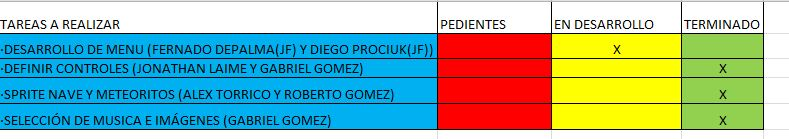 TAREAS A REALIZAR PEDIENTES EN DESARROLLO TERMINADO
·DESARROLLO DE MENU (FERNADO DEPALMA(JF) Y DIEGO PROCIUK(JF)) X
·DEFINIR CONTROLES (JONATHAN LAIME Y GABRIEL GOMEZ) X
·SPRITE NAVE Y METEORITOS (ALEX TORRICO Y ROBERTO GOMEZ) X
·SELECCIÓN DE MUSICA E IMÁGENES (GABRIEL GOMEZ) X